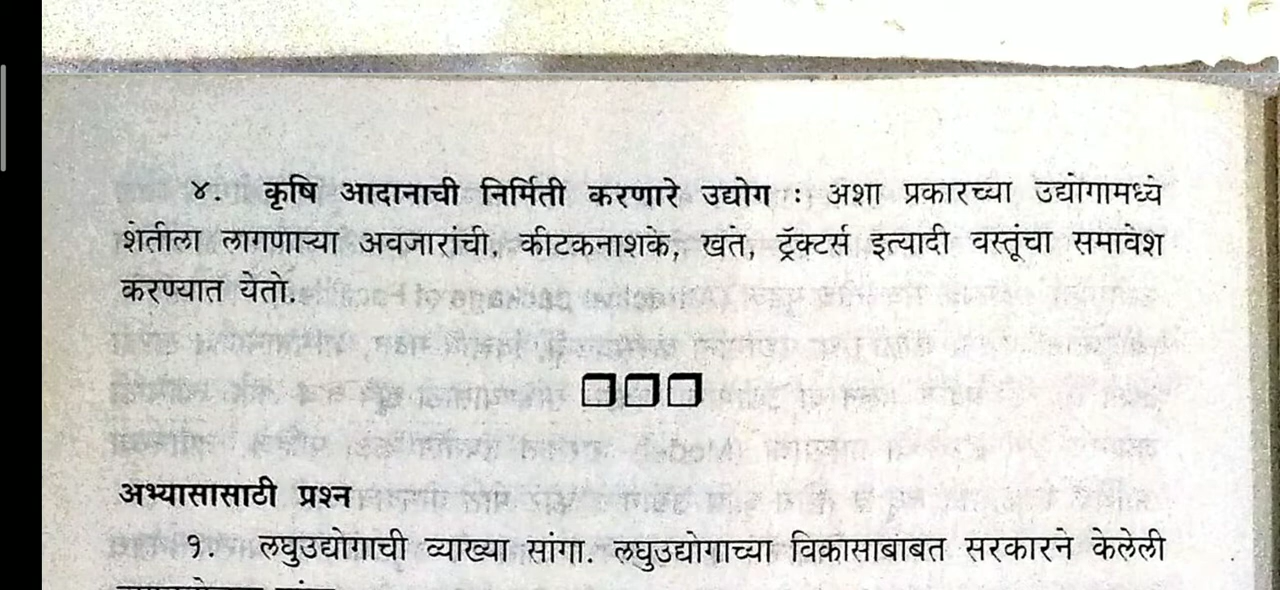 ४. कृषि आदानाची निर्मिती करणारे उद्योग : अशा प्रकारच्या उद्योगामध्ये
शेतीला लागणाऱ्या अवजारांची, कीटकनाशके, खते, ट्रॅक्टर्स इत्यादी वस्तूंचा समावेश
करण्यात येतो.
अभ्यासासाठी प्रश्न
१. लघुउद्योगाची व्याख्या सांगा. लघुउद्योगाच्या विकासाबाबत सरकारने केलेली